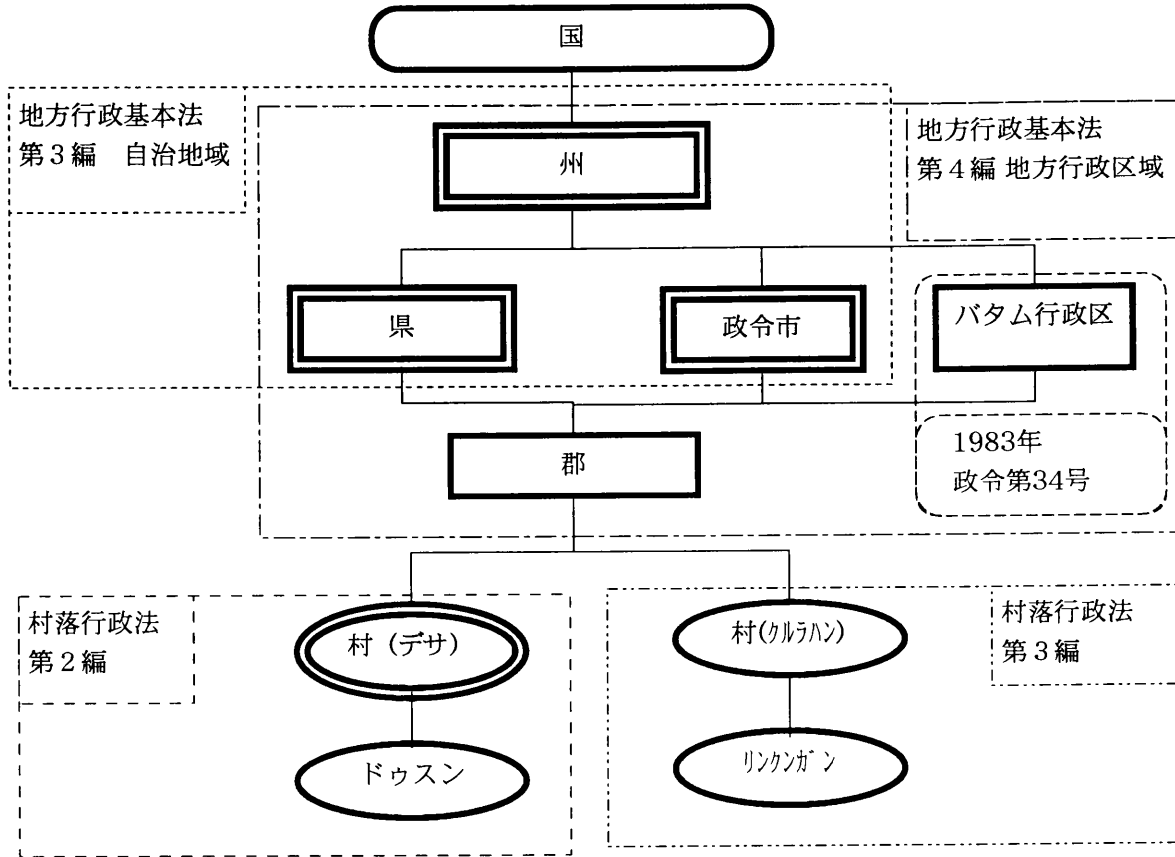 国
地方行政基本法
第3編 自治地域
州
地方行政基本法
第4編 地方行政区域
県
政令市
バタム行政区
郡
1983年
政令第34号
村落行政法
第2編
村(デサ)
村(クルラハン)
村落行政法
第3編
ドゥスン
リンクンガン